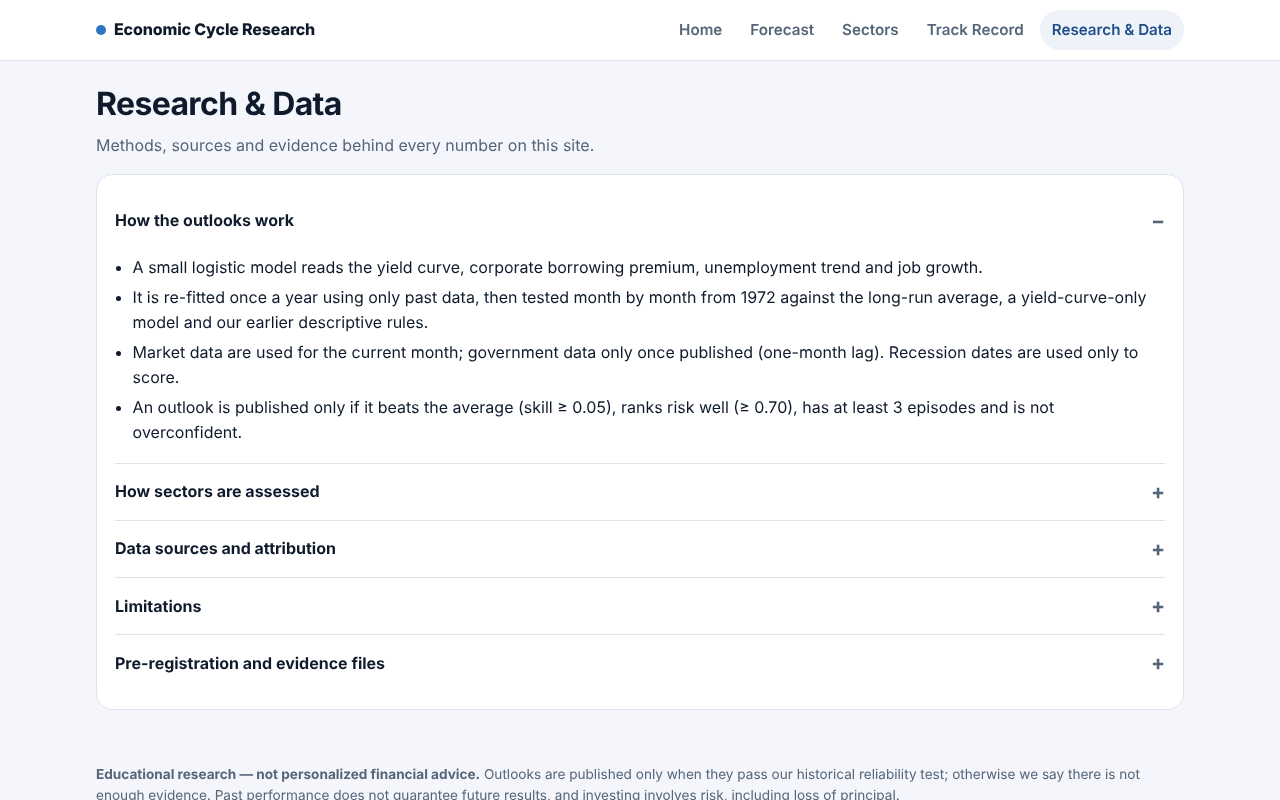 Economic Cycle Research
Home
Forecast
Sectors
Track Record
Research & Data
Research & Data
Methods, sources and evidence behind every number on this site.
How the outlooks work
–
• A small logistic model reads the yield curve, corporate borrowing premium, unemployment trend and job growth.
• It is re-fitted once a year using only past data, then tested month by month from 1972 against the long-run average, a yield-curve-only
model and our earlier descriptive rules.
• Market data are used for the current month; government data only once published (one-month lag). Recession dates are used only to
score.
• An outlook is published only if it beats the average (skill ≥ 0.05), ranks risk well (≥ 0.70), has at least 3 episodes and is not
overconfident.
How sectors are assessed
+
Data sources and attribution
+
Limitations
+
Pre-registration and evidence files
+
Educational research — not personalized financial advice. Outlooks are published only when they pass our historical reliability test; otherwise we say there is not
enough evidence. Past performance does not guarantee future results, and investing involves risk, including loss of principal.